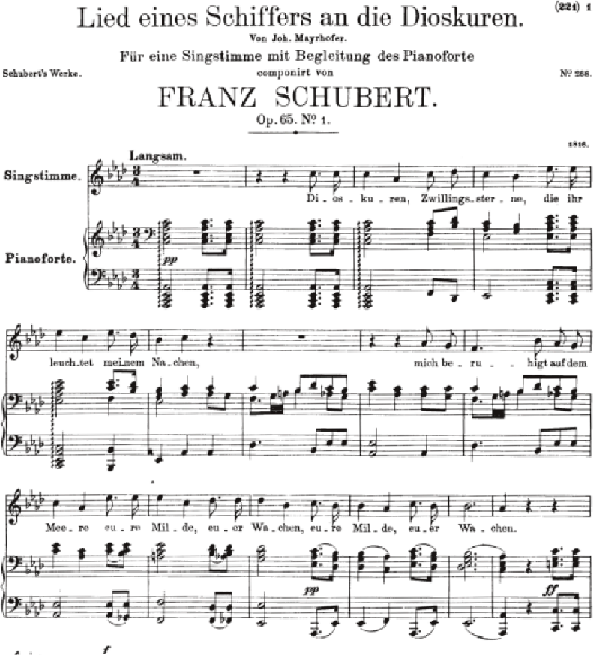 Lied eines Schiffers an die Dioskuren.
(221) 1
Von Joh. Mayrhofer.
Für eine Singstimme mit Begleitung des Pianoforte
Schubert's Werke.
componirt von
Nº 268.
FRANZ SCHUBERT.
Op. 65. Nº 1.
1816.
Langsam.
Singstimme.
Di-os-ku-ren, Zwillings-ster-ne, die ihr
Pianoforte.
pp
leuch-tet mei-nem Na-chen, mich be-ru-higt auf dem
Mee-re eu-re Mil-de, eu-er Wa-chen, eu-re Mil-de, eu-er Wa-chen.
pp
ff
f